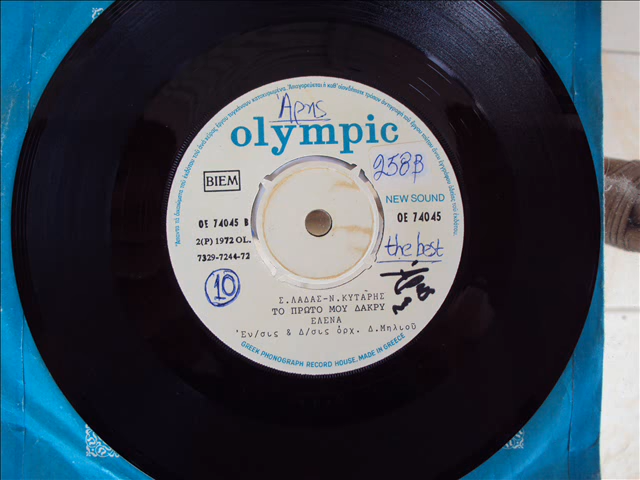 Άρης
olympic
258β
BIEM
NEW SOUND
OE 74045 B
OE 74045
2(P) 1972 OL.
7329-7244-72
the best
10
Σ.ΛΑΔΑΣ-Ν.ΚΥΤΑΡΗΣ
ΤΟ ΠΡΩΤΟ ΜΟΥ ΔΑΚΡΥ
ΕΛΕΝΑ
Έν/σις & Δ/σις ὀρχ. Δ.Μηλιοῦ
GREEK PHONOGRAPH RECORD HOUSE. MADE IN GREECE